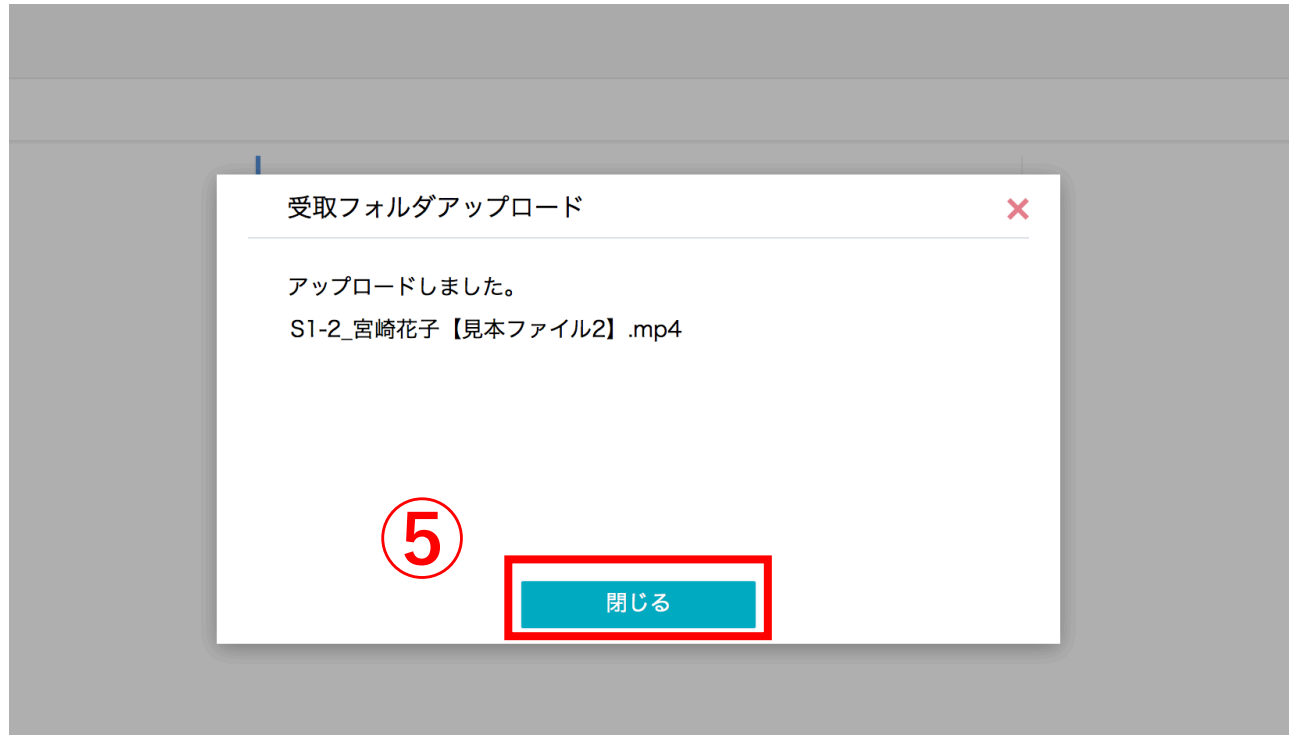 受取フォルダアップロード
アップロードしました。
S1-2_宮崎花子【見本ファイル2】.mp4
⑤
閉じる